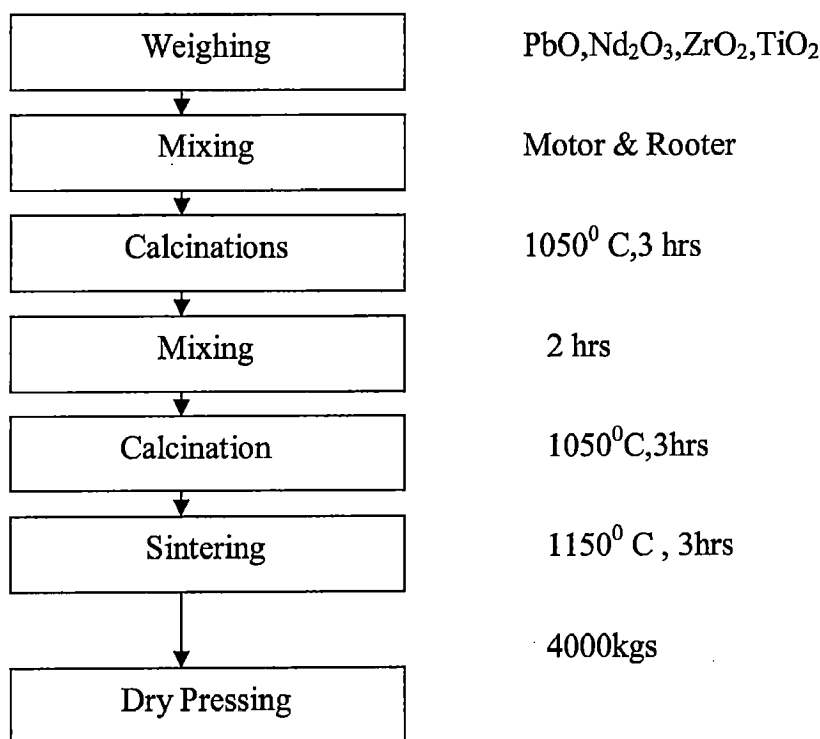 Weighing PbO,Nd₂O₃,ZrO₂,TiO₂
Mixing Motor & Rooter
Calcinations 1050⁰ C,3 hrs
Mixing 2 hrs
Calcination 1050⁰C,3hrs
Sintering 1150⁰ C , 3hrs
4000kgs
Dry Pressing